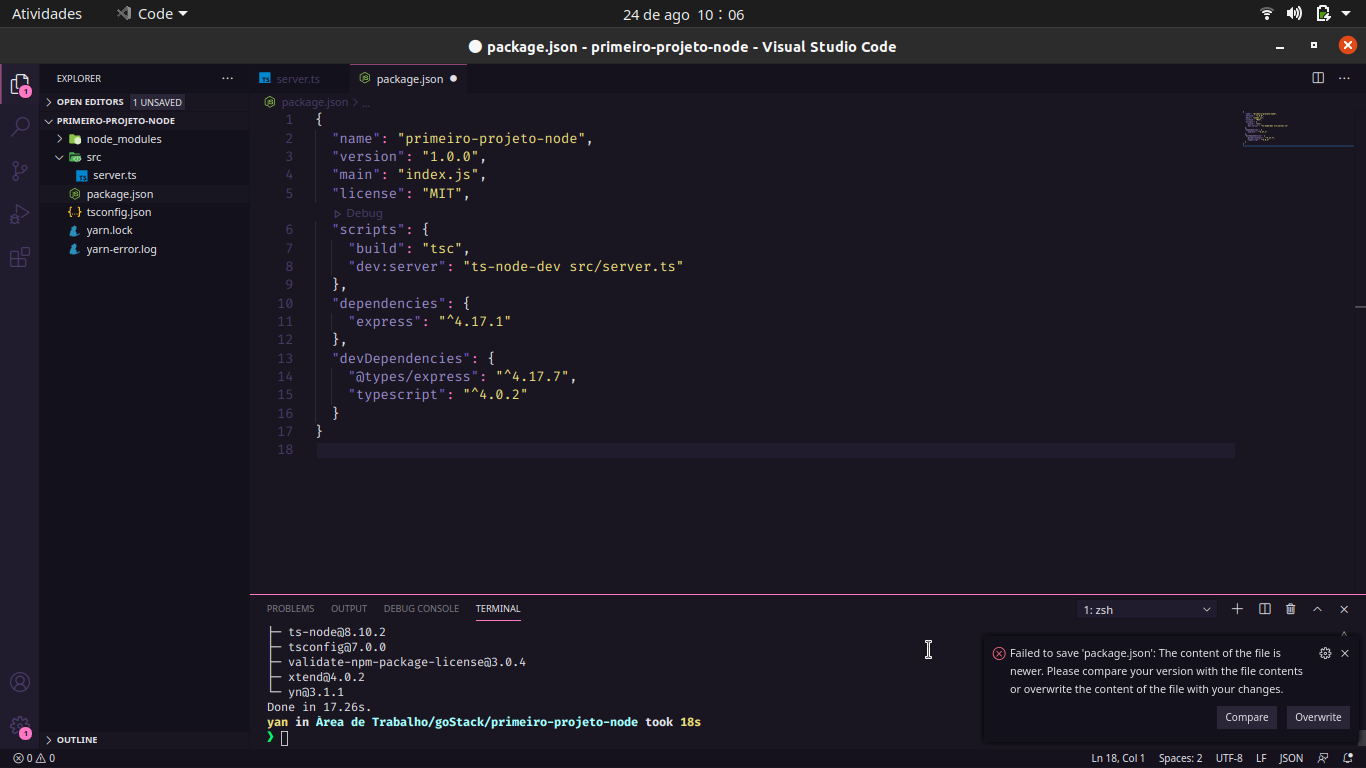 Atividades
Code
24 de ago 10 : 06
package.json - primeiro-projeto-node - Visual Studio Code
EXPLORER
OPEN EDITORS 1 UNSAVED
PRIMEIRO-PROJETO-NODE
node_modules
src
server.ts
package.json
tsconfig.json
yarn.lock
yarn-error.log
OUTLINE
1
1
server.ts
package.json
package.json > ...
1 {
2 "name": "primeiro-projeto-node",
3 "version": "1.0.0",
4 "main": "index.js",
5 "license": "MIT",
Debug
6 "scripts": {
7 "build": "tsc",
8 "dev:server": "ts-node-dev src/server.ts"
9 },
10 "dependencies": {
11 "express": "^4.17.1"
12 },
13 "devDependencies": {
14 "@types/express": "^4.17.7",
15 "typescript": "^4.0.2"
16 }
17 }
18
PROBLEMS OUTPUT DEBUG CONSOLE TERMINAL
1: zsh
├─ ts-node@8.10.2
├─ tsconfig@7.0.0
├─ validate-npm-package-license@3.0.4
├─ xtend@4.0.2
└─ yn@3.1.1
Done in 17.26s.
yan in Área de Trabalho/goStack/primeiro-projeto-node took 18s
❯
Failed to save 'package.json': The content of the file is
newer. Please compare your version with the file contents
or overwrite the content of the file with your changes.
Compare Overwrite
0 0
Ln 18, Col 1 Spaces: 2 UTF-8 LF JSON